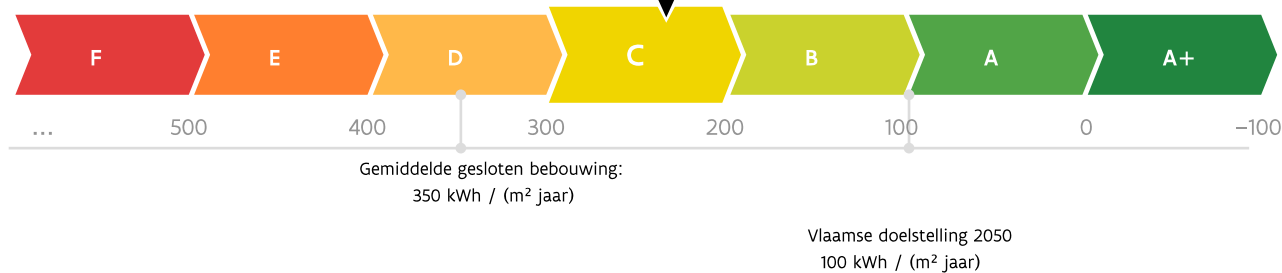 F E D C B A A+
... 500 400 300 200 100 0 −100
Gemiddelde gesloten bebouwing:
350 kWh / (m² jaar)
Vlaamse doelstelling 2050
100 kWh / (m² jaar)